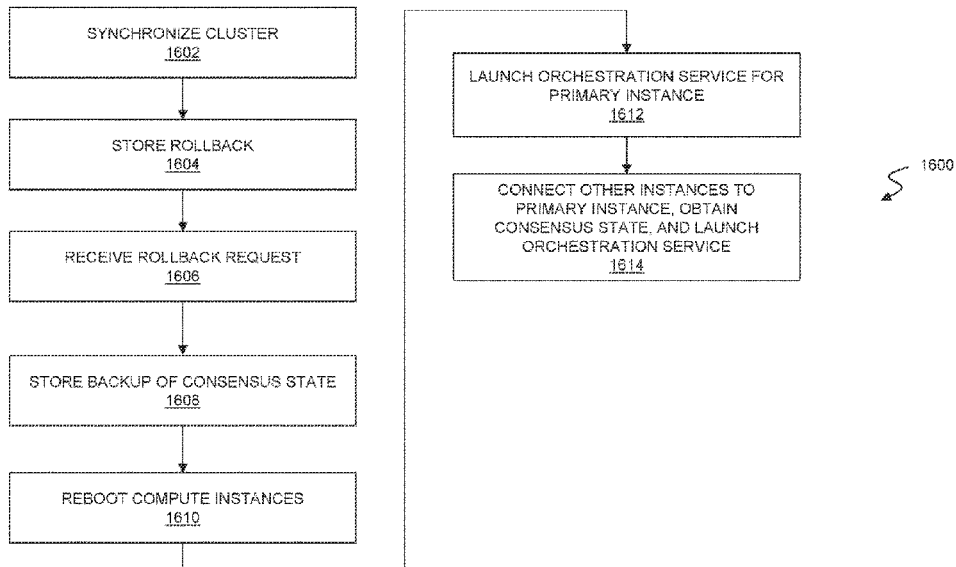 SYNCHRONIZE CLUSTER
1602
STORE ROLLBACK
1604
RECEIVE ROLLBACK REQUEST
1606
STORE BACKUP OF CONSENSUS STATE
1608
REBOOT COMPUTE INSTANCES
1610
LAUNCH ORCHESTRATION SERVICE FOR
PRIMARY INSTANCE
1612
CONNECT OTHER INSTANCES TO
PRIMARY INSTANCE, OBTAIN
CONSENSUS STATE, AND LAUNCH
ORCHESTRATION SERVICE
1614
1600